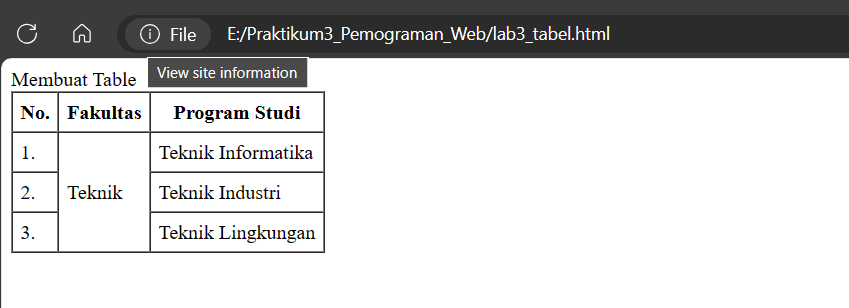 File E:/Praktikum3_Pemograman_Web/lab3_tabel.html
View site information
Membuat Table
No. Fakultas Program Studi
1. Teknik Informatika
2. Teknik Teknik Industri
3. Teknik Lingkungan